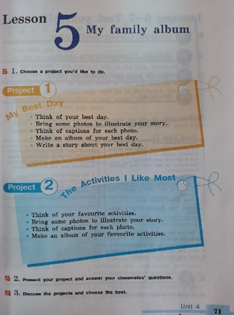 Lesson 5 My family album
1. Choose a project you'd like to do.
Project 1
My Best Day
- Think of your best day.
- Bring some photos to illustrate your story.
- Think of captions for each photo.
- Make an album of your best day.
- Write a story about your best day.
Project 2
The Activities I Like Most
- Think of your favourite activities.
- Bring some photos to illustrate your story.
- Think of captions for each photo.
- Make an album of your favourite activities.
2. Present your project and answer your classmates' questions.
3. Discuss the projects and choose the best.
Unit 4
71